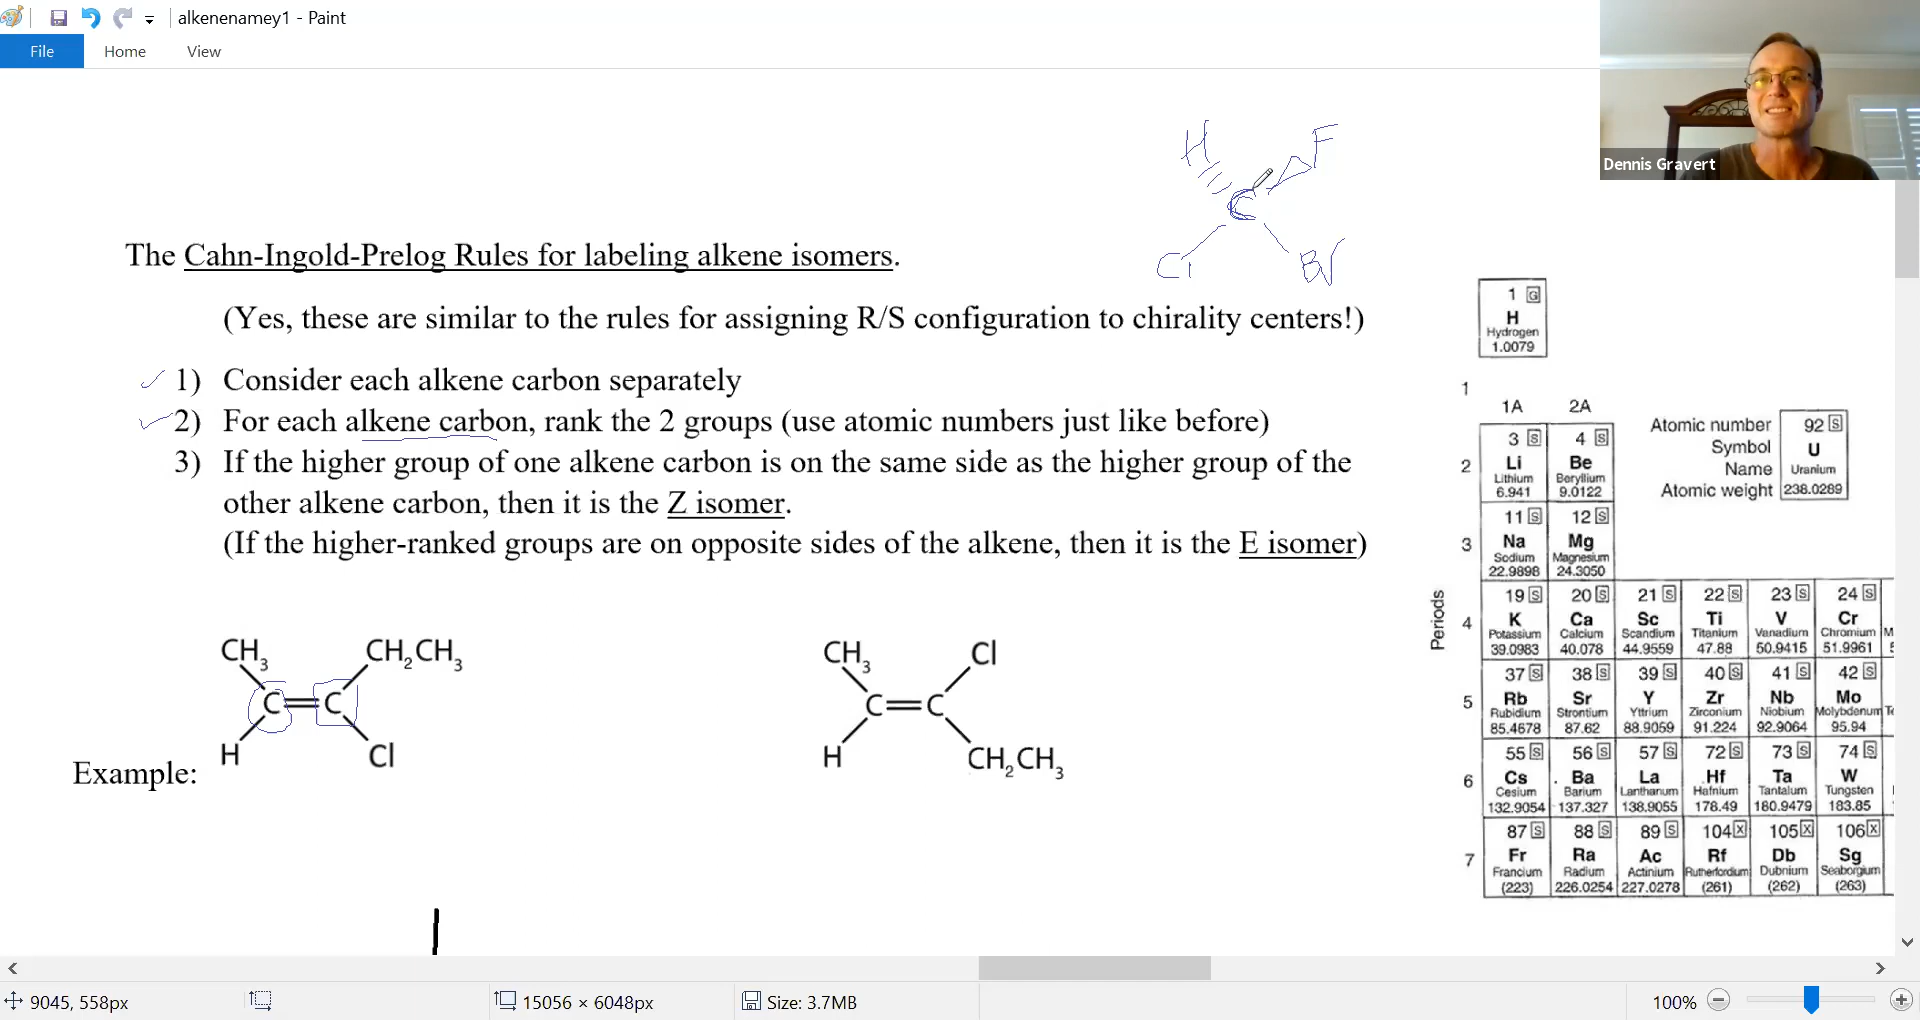 alkenenamey1 - Paint
File Home View
Dennis Gravert
H F
C
Cl Br
The Cahn-Ingold-Prelog Rules for labeling alkene isomers.
(Yes, these are similar to the rules for assigning R/S configuration to chirality centers!)
1) Consider each alkene carbon separately
2) For each alkene carbon, rank the 2 groups (use atomic numbers just like before)
3) If the higher group of one alkene carbon is on the same side as the higher group of the
other alkene carbon, then it is the Z isomer.
(If the higher-ranked groups are on opposite sides of the alkene, then it is the E isomer)
CH3 CH2CH3
C=C
H Cl
Example:
CH3 Cl
C=C
H CH2CH3
1 G
H
Hydrogen
1.0079
1
1A 2A
Atomic number 92 S
Symbol U
Name Uranium
Atomic weight 238.0289
Periods
3 S 4 S
2 Li Be
Lithium Beryllium
6.941 9.0122
11 S 12 S
3 Na Mg
Sodium Magnesium
22.9898 24.3050
19 S 20 S 21 S 22 S 23 S 24 S
4 K Ca Sc Ti V Cr
Potassium Calcium Scandium Titanium Vanadium Chromium M
39.0983 40.078 44.9559 47.88 50.9415 51.9961 5
37 S 38 S 39 S 40 S 41 S 42 S
5 Rb Sr Y Zr Nb Mo
Rubidium Strontium Yttrium Zirconium Niobium Molybdenum Te
85.4678 87.62 88.9059 91.224 92.9064 95.94
55 S 56 S 57 S 72 S 73 S 74 S
6 Cs Ba La Hf Ta W
Cesium Barium Lanthanum Hafnium Tantalum Tungsten
132.9054 137.327 138.9055 178.49 180.9479 183.85
87 S 88 S 89 S 104 X 105 X 106 X
7 Fr Ra Ac Rf Db Sg
Francium Radium Actinium Rutherfordium Dubnium Seaborgium
(223) 226.0254 227.0278 (261) (262) (263)
9045, 558px 15056 × 6048px Size: 3.7MB 100%